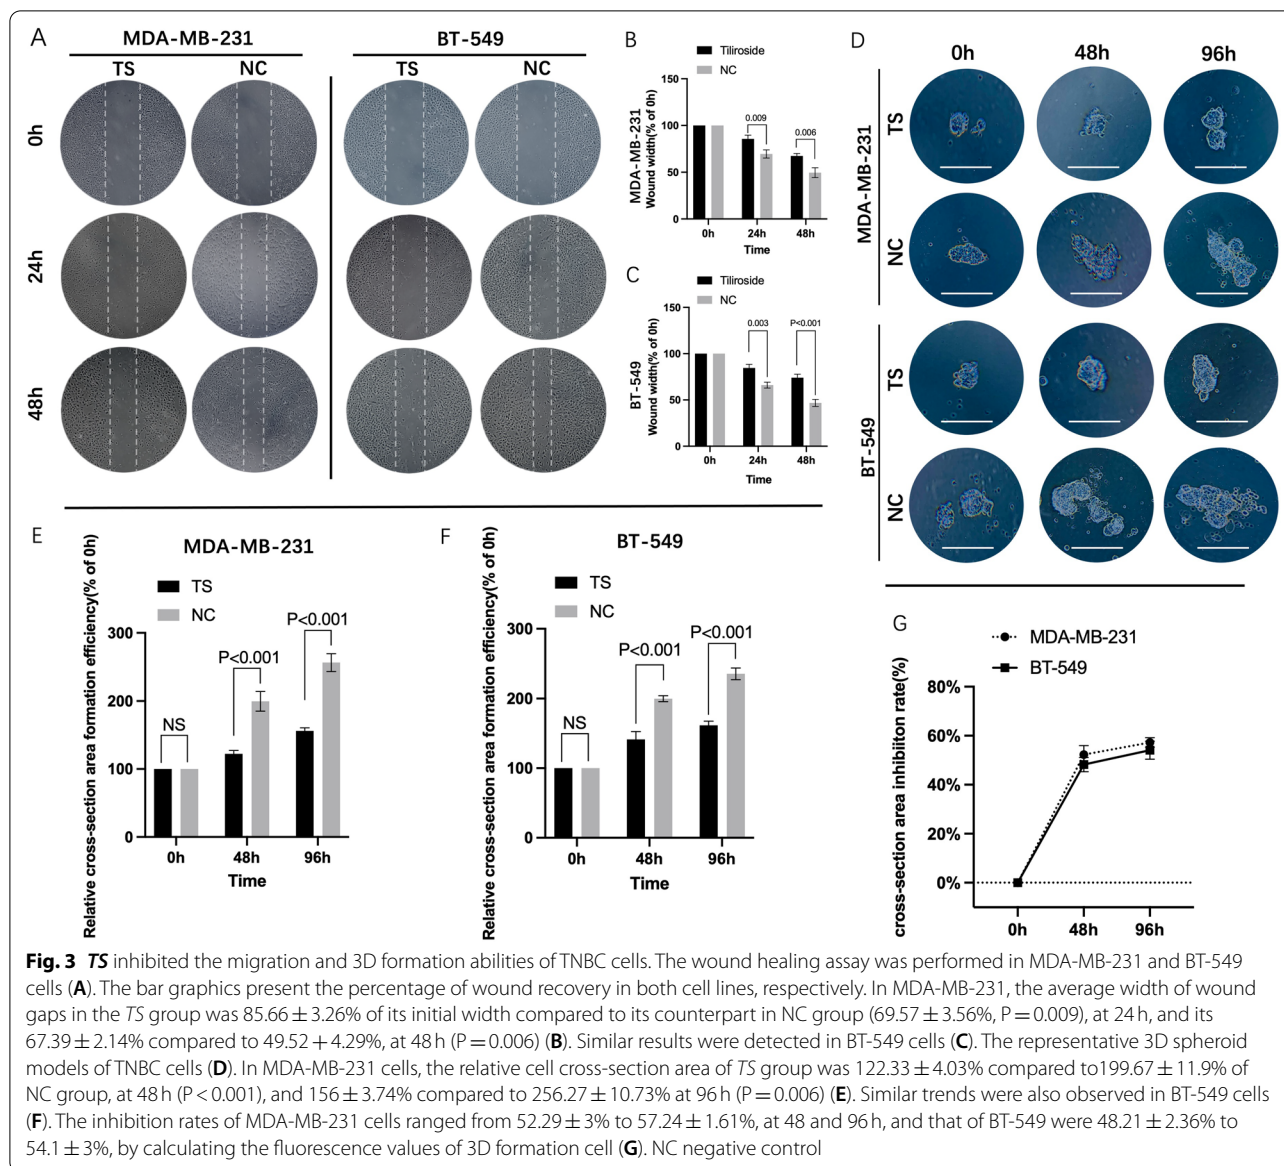 A
MDA-MB-231
BT-549
TS
NC
TS
NC
0h
24h
48h
B
Tiliroside
NC
MDA-MB-231
Wound width(% of 0h)
150
100
50
0
0.009
0.006
0h
24h
48h
Time
C
Tiliroside
NC
BT-549
Wound width(% of 0h)
150
100
50
0
0.003
P<0.001
0h
24h
48h
Time
D
0h
48h
96h
MDA-MB-231
TS
NC
BT-549
TS
NC
E
MDA-MB-231
TS
NC
Relative cross-section area formation efficiency(% of 0h)
300
200
100
0
NS
P<0.001
P<0.001
0h
48h
96h
Time
F
BT-549
TS
NC
Relative cross-section area formation efficiency(% of 0h)
300
200
100
0
NS
P<0.001
P<0.001
0h
48h
96h
Time
G
MDA-MB-231
BT-549
cross-section area inhibiiton rate(%)
80%
60%
40%
20%
0%
0h
48h
96h
Fig. 3 TS inhibited the migration and 3D formation abilities of TNBC cells. The wound healing assay was performed in MDA-MB-231 and BT-549
cells (A). The bar graphics present the percentage of wound recovery in both cell lines, respectively. In MDA-MB-231, the average width of wound
gaps in the TS group was 85.66 ± 3.26% of its initial width compared to its counterpart in NC group (69.57 ± 3.56%, P = 0.009), at 24 h, and its
67.39 ± 2.14% compared to 49.52 + 4.29%, at 48 h (P = 0.006) (B). Similar results were detected in BT-549 cells (C). The representative 3D spheroid
models of TNBC cells (D). In MDA-MB-231 cells, the relative cell cross-section area of TS group was 122.33 ± 4.03% compared to199.67 ± 11.9% of
NC group, at 48 h (P < 0.001), and 156 ± 3.74% compared to 256.27 ± 10.73% at 96 h (P = 0.006) (E). Similar trends were also observed in BT-549 cells
(F). The inhibition rates of MDA-MB-231 cells ranged from 52.29 ± 3% to 57.24 ± 1.61%, at 48 and 96 h, and that of BT-549 were 48.21 ± 2.36% to
54.1 ± 3%, by calculating the fluorescence values of 3D formation cell (G). NC negative control